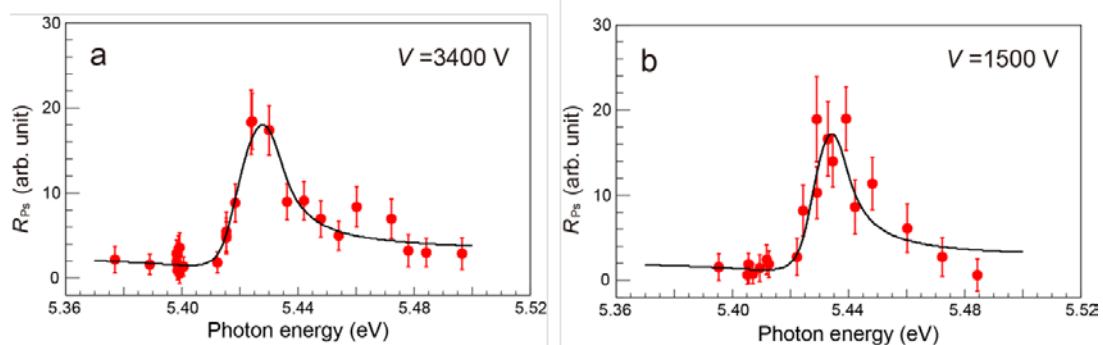 30
a
V =3400 V
20
R_Ps (arb. unit)
10
0
5.36
5.40
5.44
5.48
5.52
Photon energy (eV)
30
b
V =1500 V
20
R_Ps (arb. unit)
10
0
5.36
5.40
5.44
5.48
5.52
Photon energy (eV)